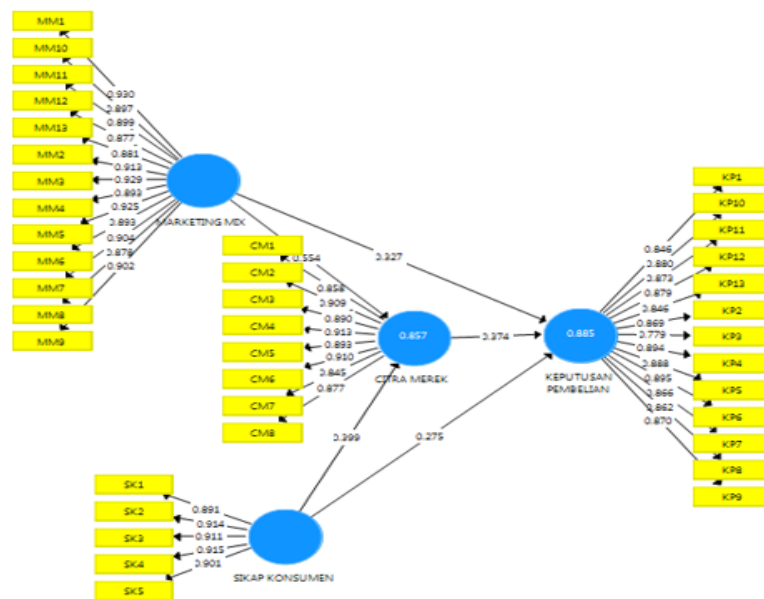 MM1
MM10
MM11
MM12
MM13
MM2
MM3
MM4
MM5
MM6
MM7
MM8
MM9
0.930
0.897
0.899
0.877
0.881
0.913
0.929
0.893
0.925
0.893
0.904
0.878
0.902
MARKETING MIX
0.554
0.327
CM1
CM2
CM3
CM4
CM5
CM6
CM7
CM8
0.858
0.909
0.890
0.913
0.893
0.910
0.845
0.877
0.857
CITRA MEREK
0.374
0.399
0.275
SK1
SK2
SK3
SK4
SK5
0.891
0.914
0.911
0.915
0.901
SIKAP KONSUMEN
0.885
KEPUTUSAN
PEMBELIAN
0.846
0.880
0.873
0.879
0.846
0.869
0.779
0.894
0.888
0.895
0.866
0.862
0.870
KP1
KP10
KP11
KP12
KP13
KP2
KP3
KP4
KP5
KP6
KP7
KP8
KP9